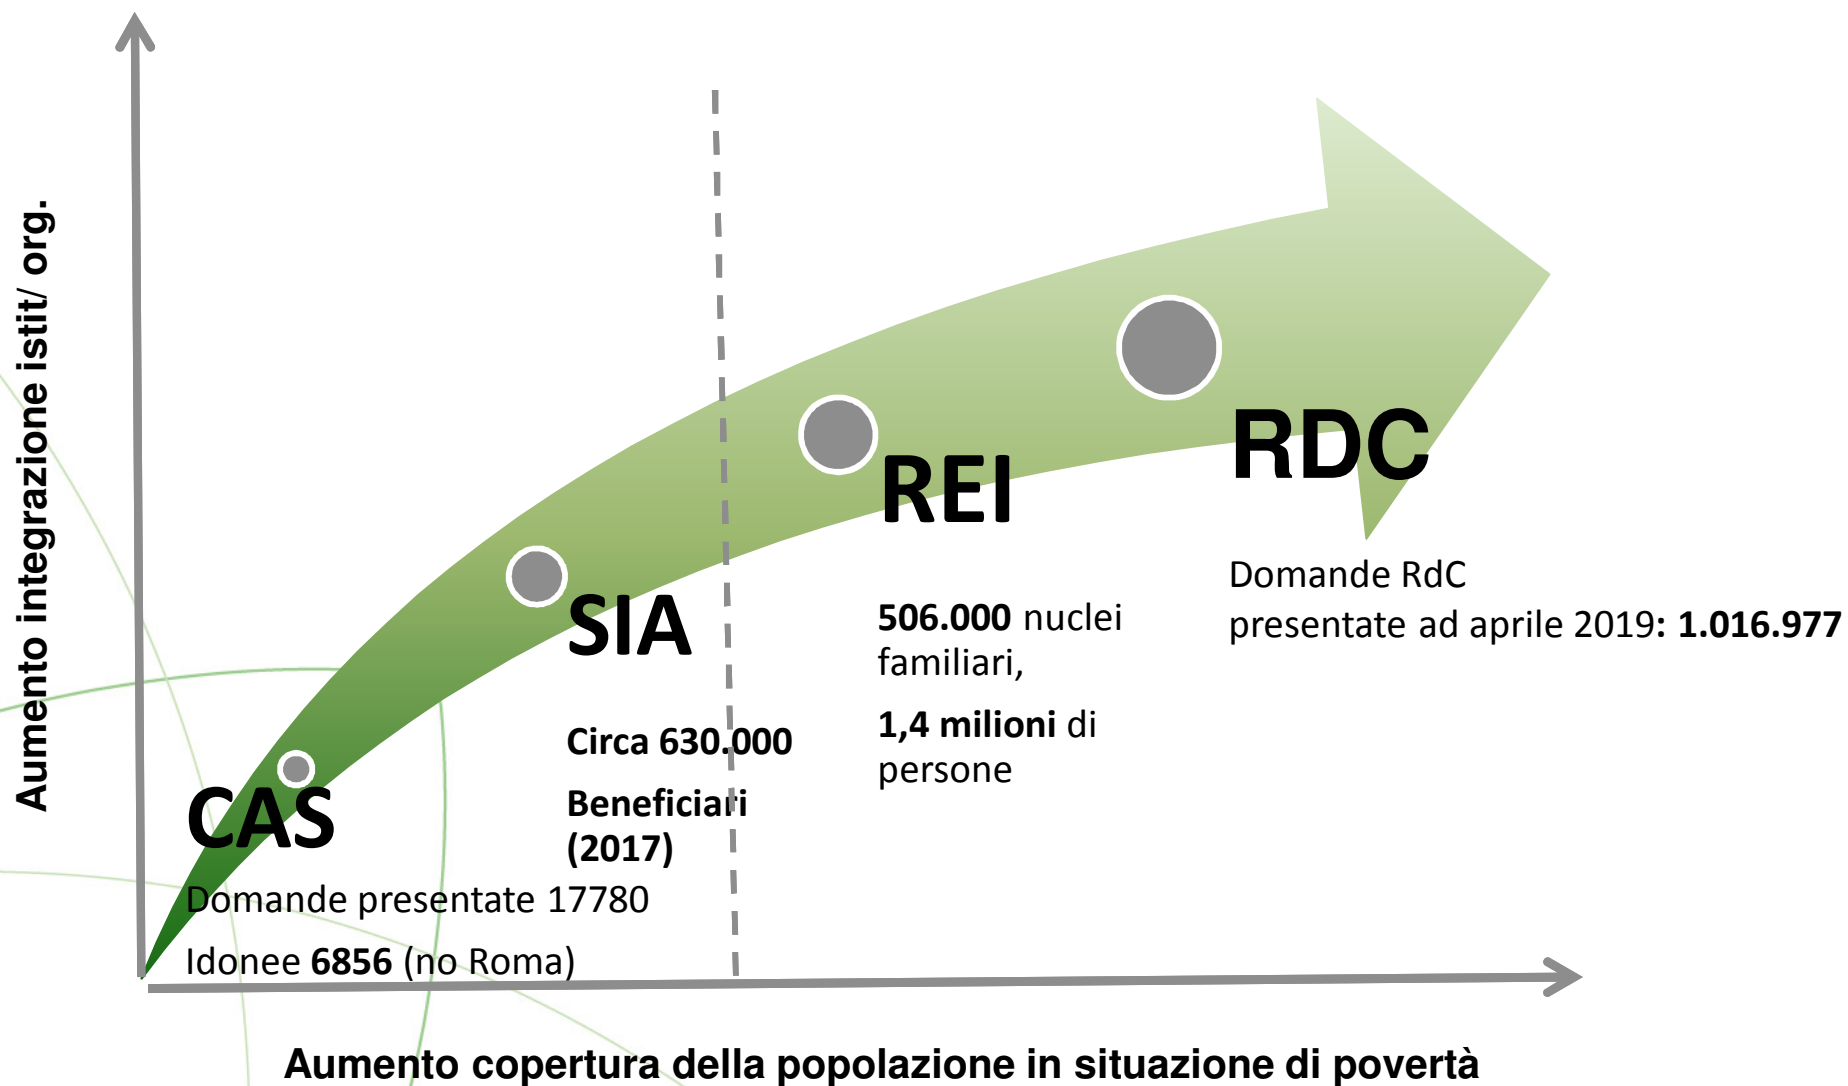 Aumento integrazione istit/ org.
CAS
Domande presentate 17780
Idonee 6856 (no Roma)
SIA
Circa 630.000
Beneficiari
(2017)
REI
506.000 nuclei
familiari,
1,4 milioni di
persone
RDC
Domande RdC
presentate ad aprile 2019: 1.016.977
Aumento copertura della popolazione in situazione di povertà